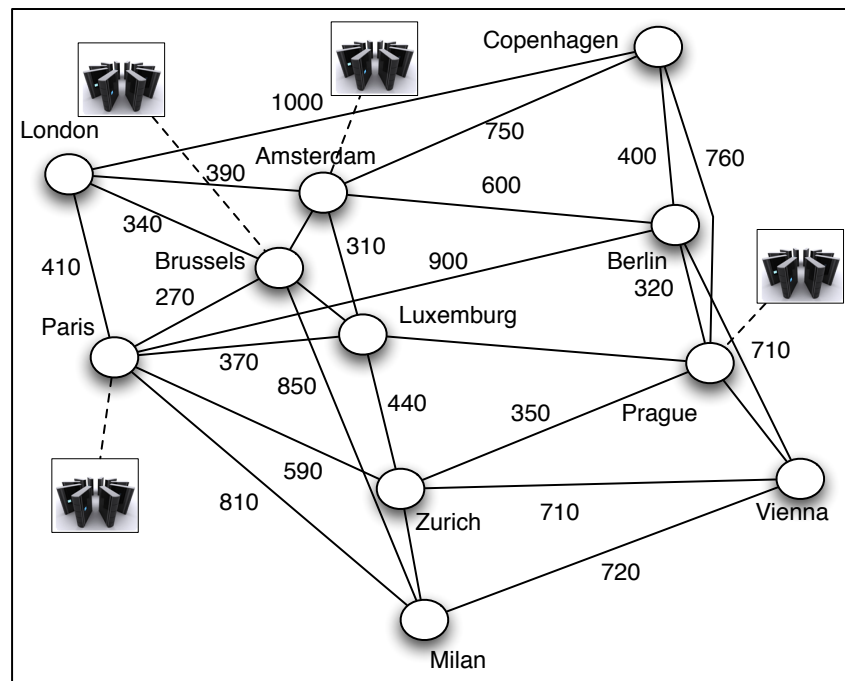 Copenhagen
1000
London
750
Amsterdam
400
760
390
600
340
310
Brussels
900
Berlin
410
270
320
Luxemburg
Paris
710
370
850
440
350
Prague
590
810
Zurich
710
Vienna
720
Milan